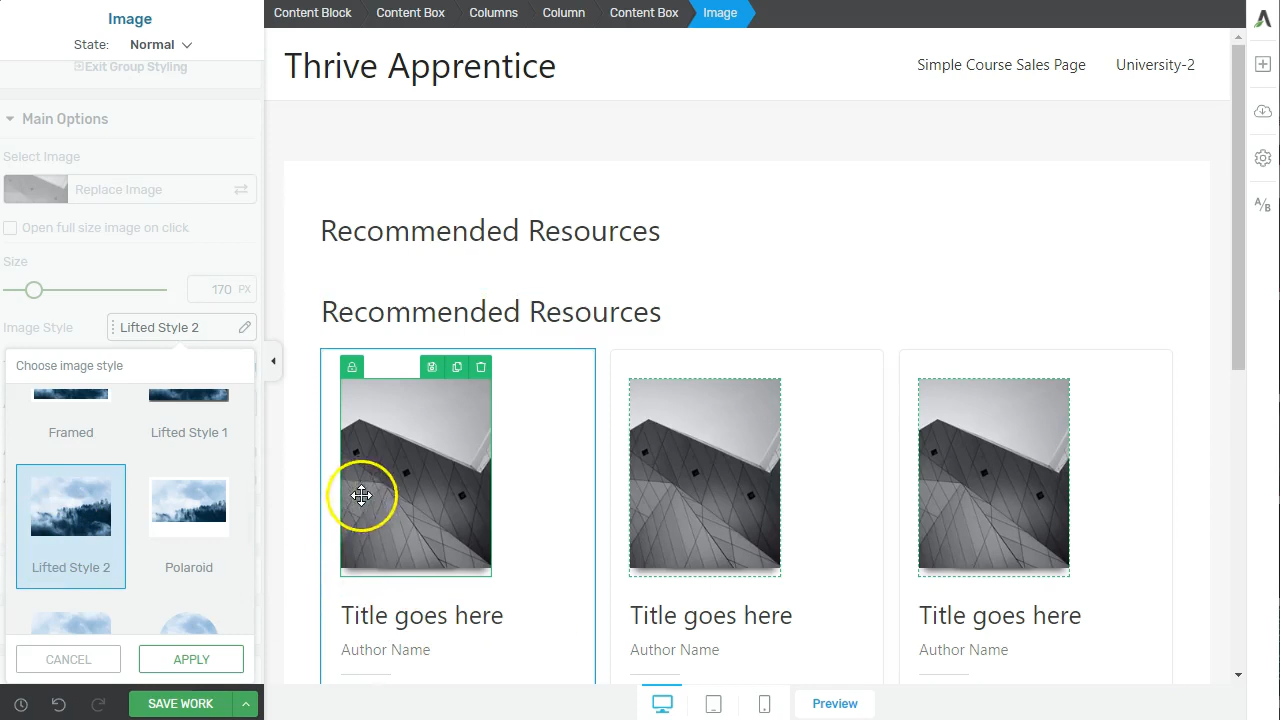 Image
State: Normal
Exit Group Styling
Main Options
Select Image
Replace Image
Open full size image on click
Size
170 PX
Image Style
Lifted Style 2
Choose image style
Framed
Lifted Style 1
Lifted Style 2
Polaroid
CANCEL
APPLY
SAVE WORK
Content Block
Content Box
Columns
Column
Content Box
Image
Thrive Apprentice
Simple Course Sales Page
University-2
Recommended Resources
Recommended Resources
Title goes here
Author Name
Title goes here
Author Name
Title goes here
Author Name
Preview
A/B